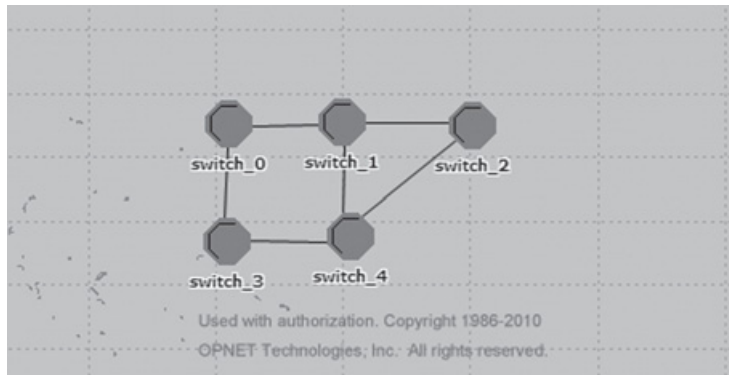 switch_0
switch_1
switch_2
switch_3
switch_4
Used with authorization. Copyright 1986-2010
OPNET Technologies, Inc. All rights reserved.